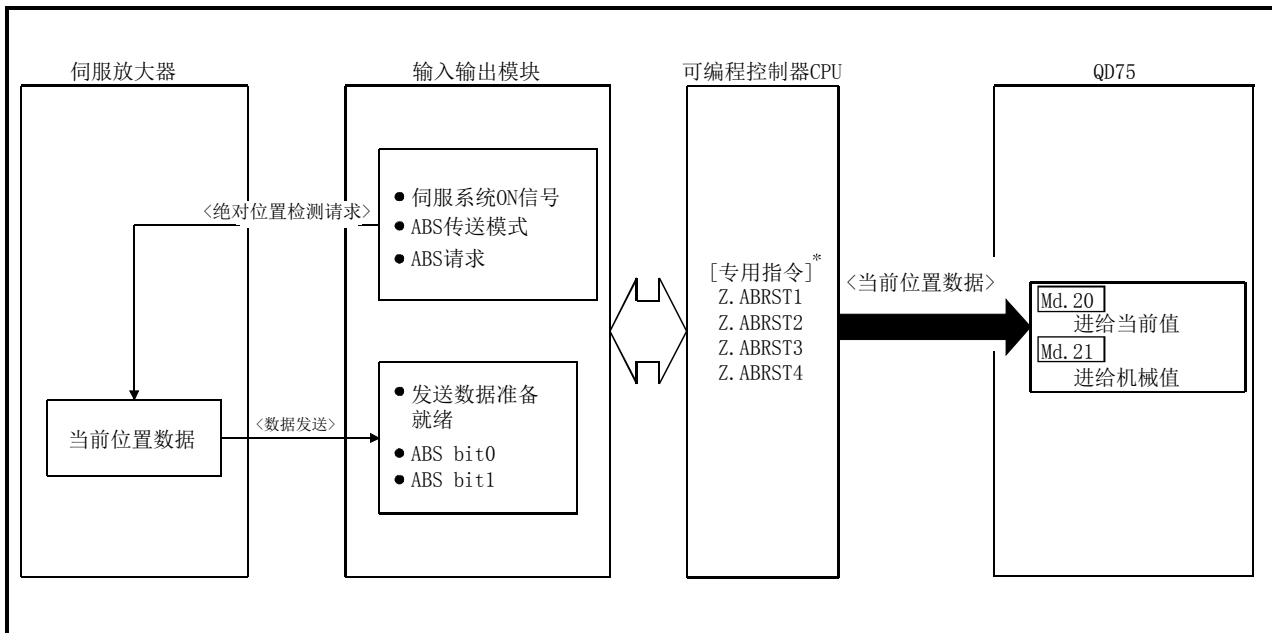 伺服放大器
输入输出模块
可编程控制器CPU
QD75
<绝对位置检测请求>
● 伺服系统ON信号
● ABS传送模式
● ABS请求
[专用指令]*
Z.ABRST1
Z.ABRST2
Z.ABRST3
Z.ABRST4
<当前位置数据>
Md.20
进给当前值
Md.21
进给机械值
当前位置数据
<数据发送>
● 发送数据准备
就绪
● ABS bit0
● ABS bit1